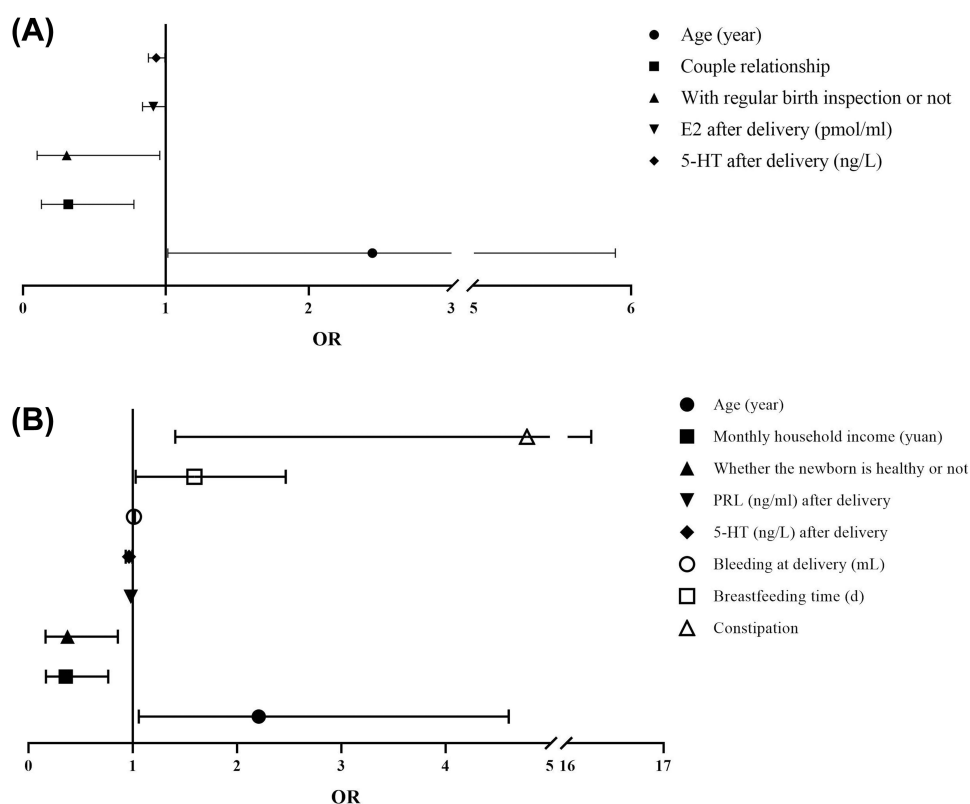 (A)
Age (year)
Couple relationship
With regular birth inspection or not
E2 after delivery (pmol/ml)
5-HT after delivery (ng/L)
0 1 2 3 5 6
OR
(B)
Age (year)
Monthly household income (yuan)
Whether the newborn is healthy or not
PRL (ng/ml) after delivery
5-HT (ng/L) after delivery
Bleeding at delivery (mL)
Breastfeeding time (d)
Constipation
0 1 2 3 4 5 16 17
OR